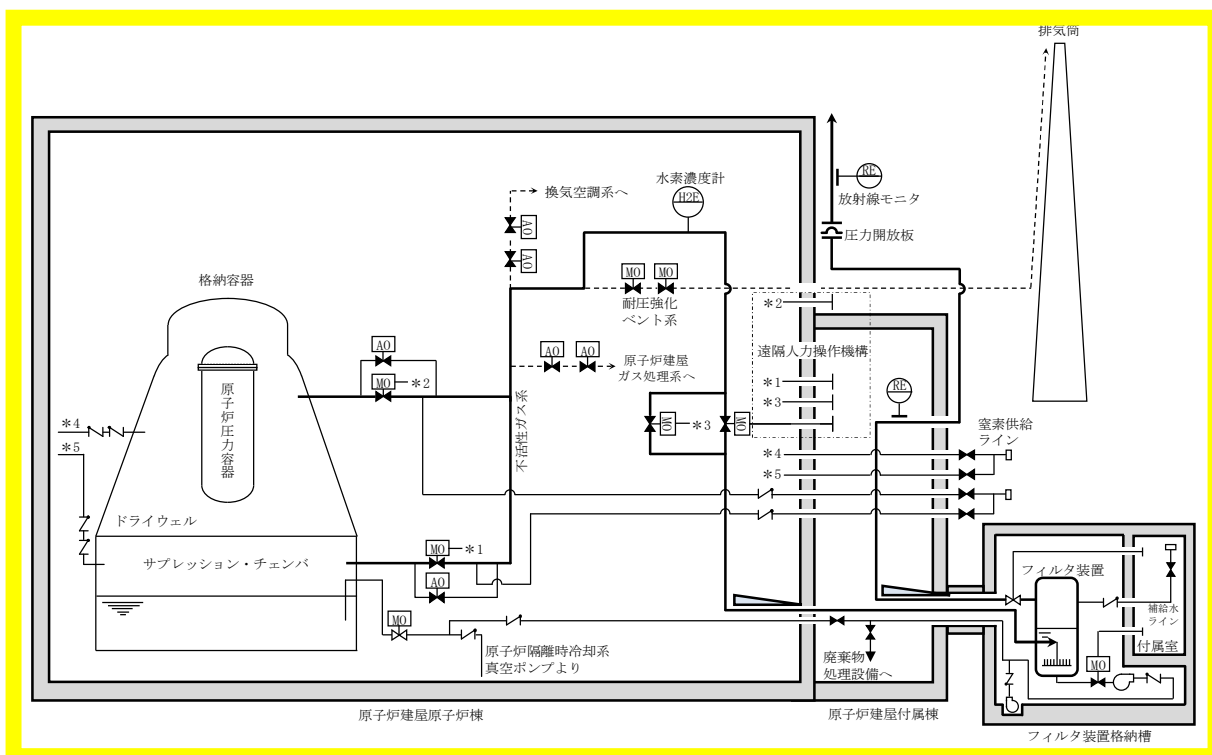 排気筒
RE
放射線モニタ
水素濃度計
H2E
換気空調系へ
AO
AO
圧力開放板
格納容器
MO
MO
耐圧強化
ベント系
*2
遠隔人力操作機構
AO
MO
*2
AO
AO
原子炉建屋
ガス処理系へ
*1
*3
RE
原子炉圧力容器
不活性ガス系
MO
*3
MO
窒素供給
ライン
*4
*5
*4
*5
ドライウェル
サプレッション・チェンバ
MO
*1
AO
フィルタ装置
補給水
ライン
付属室
MO
MO
原子炉隔離時冷却系
真空ポンプより
廃棄物
処理設備へ
原子炉建屋原子炉棟
原子炉建屋付属棟
フィルタ装置格納槽